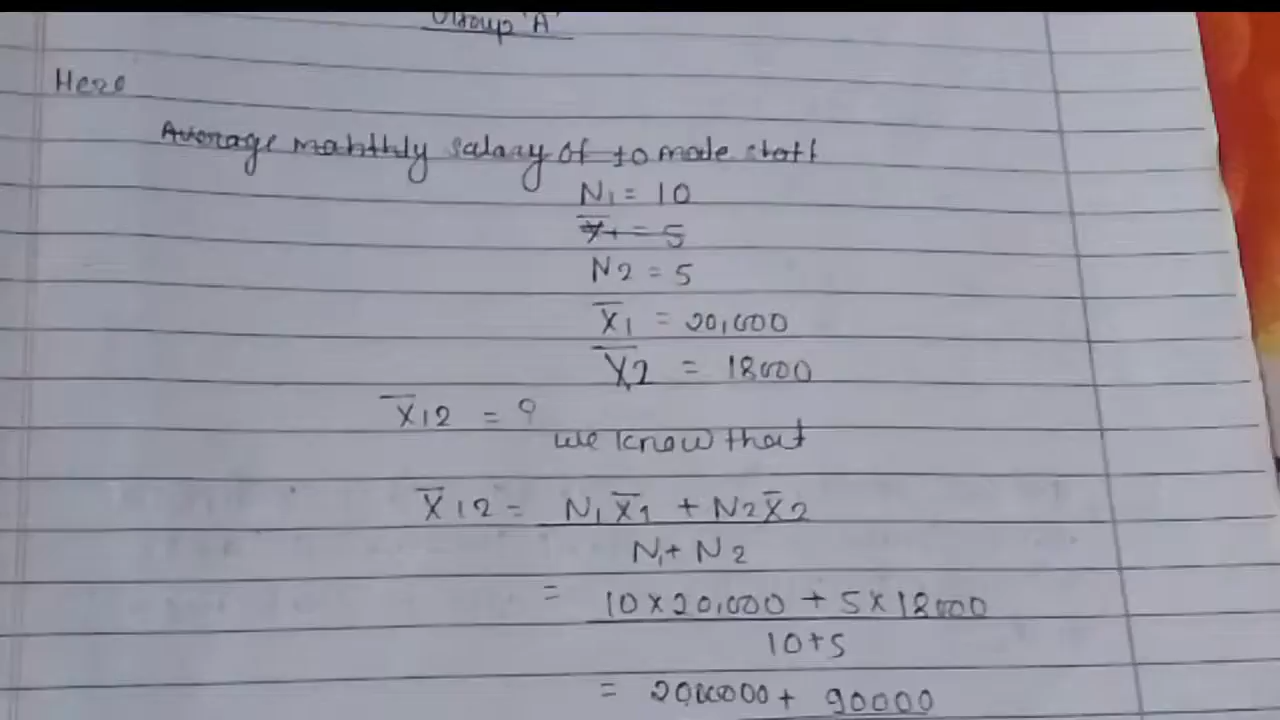 Group 'A'
Here
Average monthly salary of 10 male staff
N1 = 10
X̄1 = 5
N2 = 5
X̄1 = 20,000
X̄2 = 18000
X̄12 = ?
we know that
X̄12 = N1X̄1 + N2X̄2
N1 + N2
= 10×20,000 + 5×18000
10+5
= 200000 + 90000